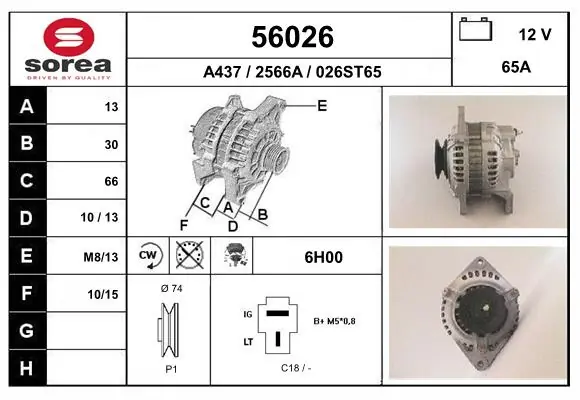 sorea
DRIVEN BY QUALITY
56026
A437 / 2566A / 026ST65
12 V
65A
A 13
B 30
C 66
D 10 / 13
E M8/13
F 10/15
G
H
E
F C A B
D
CW
6H00
Ø 74
P1
IG
LT
B+ M5*0,8
C18 / -